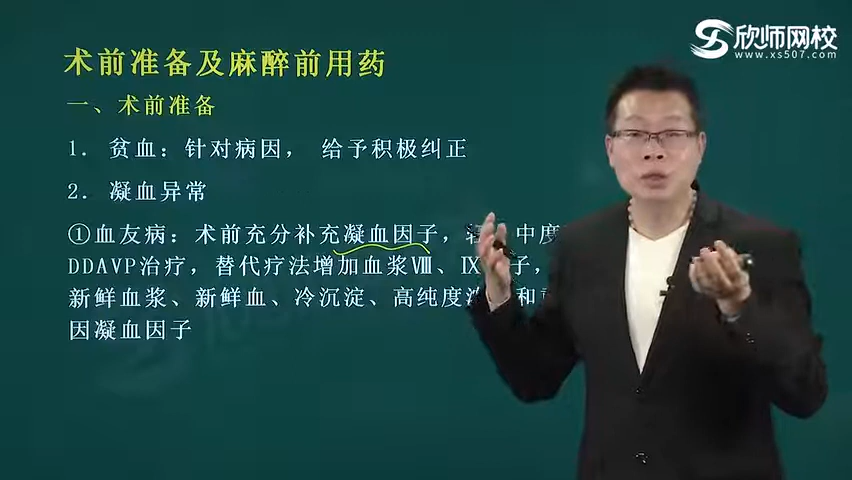 欣师网校
www.xs507.com
术前准备及麻醉前用药
一、术前准备
1. 贫血：针对病因， 给予积极纠正
2. 凝血异常
①血友病：术前充分补充凝血因子， 中度
DDAVP治疗，替代疗法增加血浆Ⅷ、Ⅸ 子，
新鲜血浆、新鲜血、冷沉淀、高纯度 和
因凝血因子